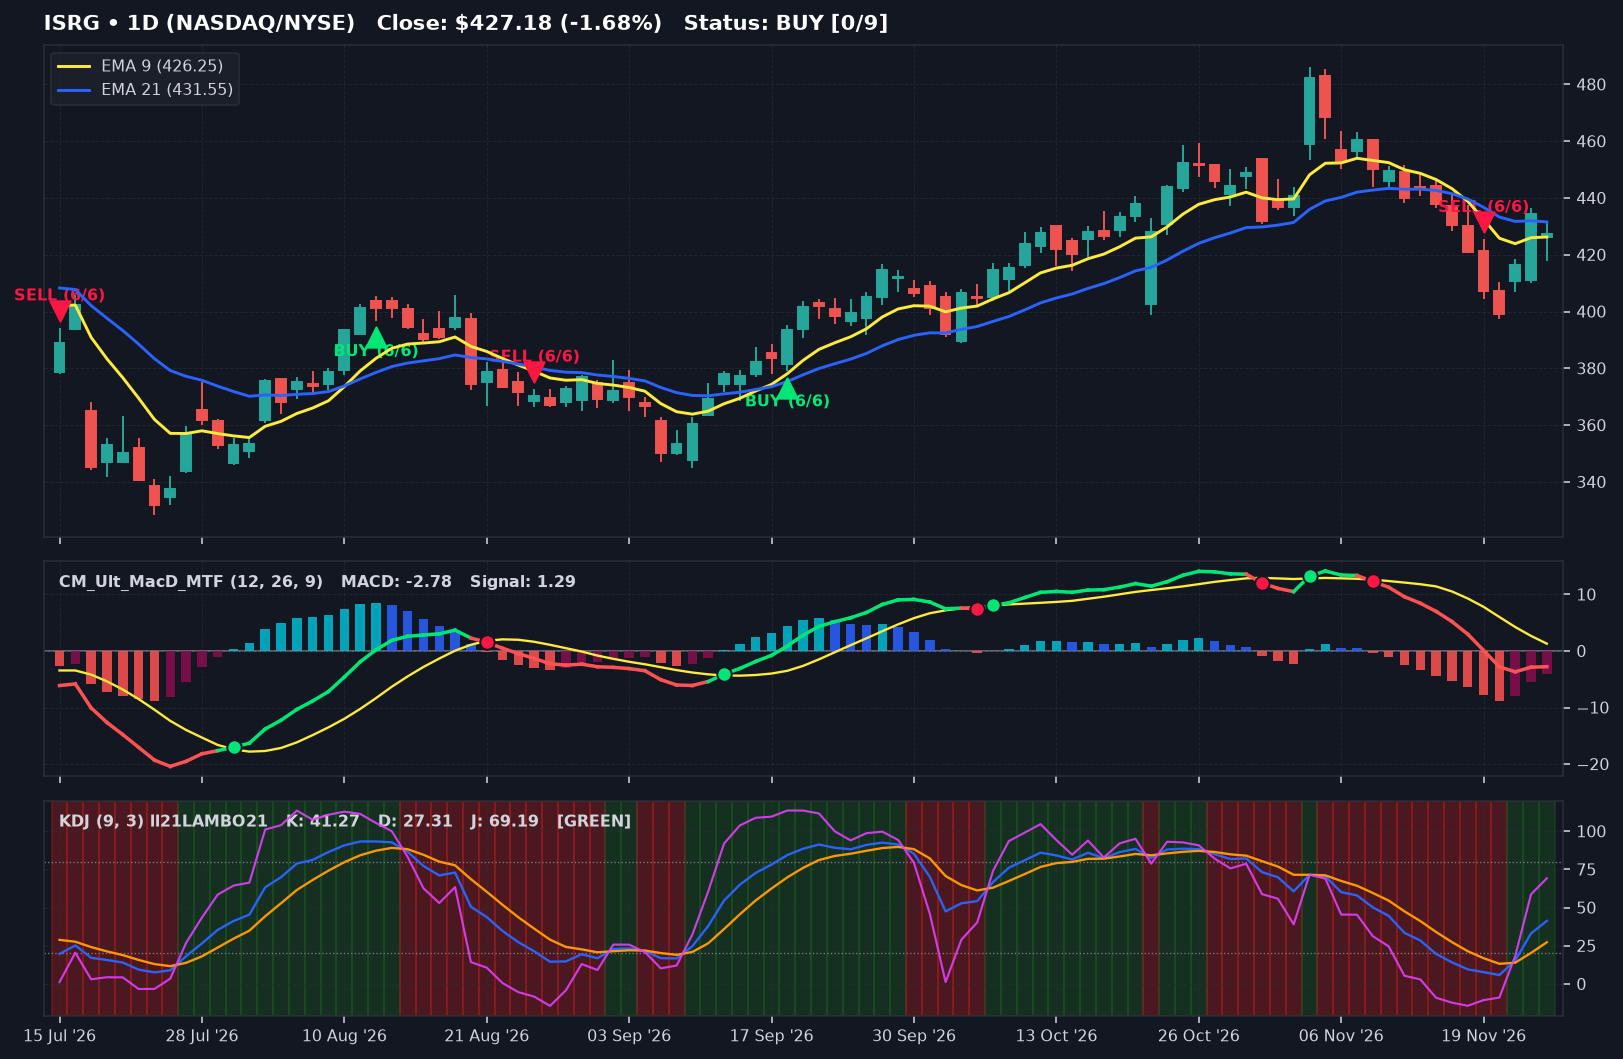 ISRG • 1D (NASDAQ/NYSE)   Close: $427.18 (-1.68%)   Status: BUY [0/9]
EMA 9 (426.25)
EMA 21 (431.55)
480
460
440
420
400
380
360
340
SELL (6/6)
BUY (6/6)
SELL (6/6)
BUY (6/6)
SELL (6/6)
CM_Ult_MacD_MTF (12, 26, 9)   MACD: -2.78   Signal: 1.29
10
0
−10
−20
KDJ (9, 3) II21LAMBO21   K: 41.27   D: 27.31   J: 69.19   [GREEN]
100
75
50
25
0
15 Jul '26
28 Jul '26
10 Aug '26
21 Aug '26
03 Sep '26
17 Sep '26
30 Sep '26
13 Oct '26
26 Oct '26
06 Nov '26
19 Nov '26